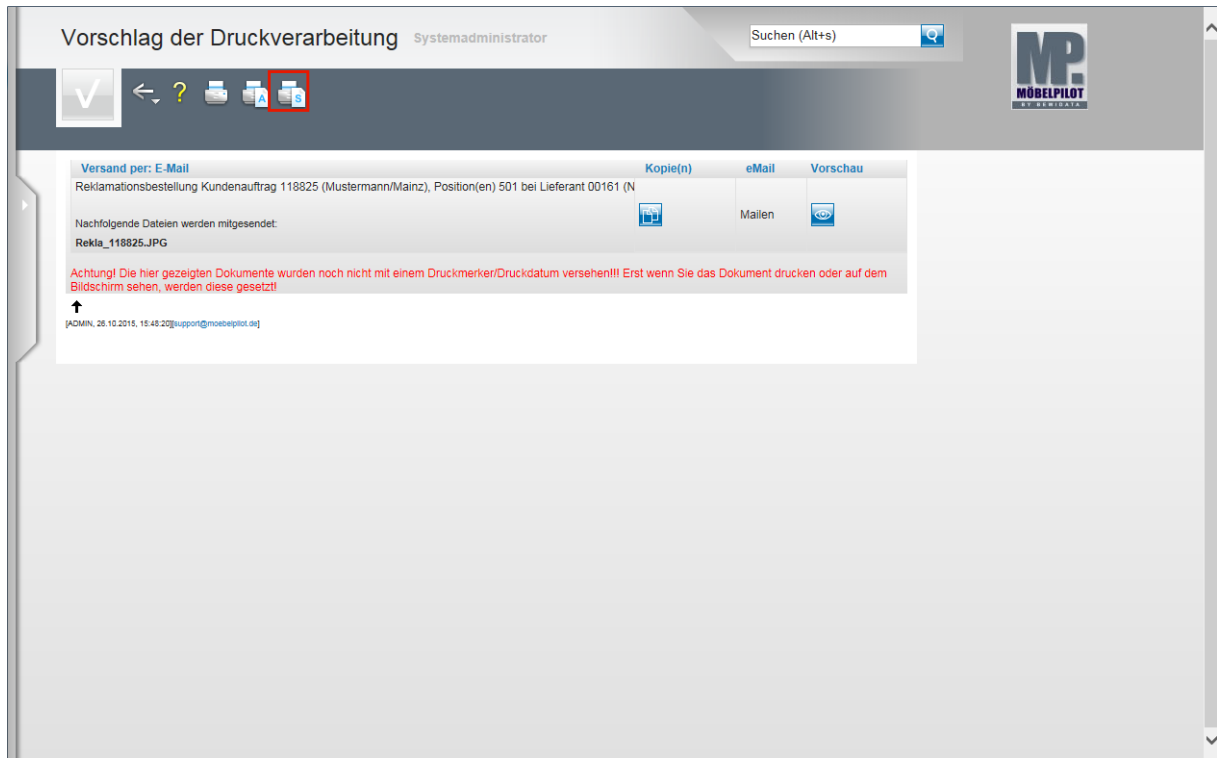 Vorschlag der Druckverarbeitung Systemadministrator
Suchen (Alt+s)
MP.
MÖBELPILOT
BY BEWIDATA
?
A
S
Versand per: E-Mail Kopie(n) eMail Vorschau
Reklamationsbestellung Kundenauftrag 118825 (Mustermann/Mainz), Position(en) 501 bei Lieferant 00161 (N
Mailen
Nachfolgende Dateien werden mitgesendet:
Rekla_118825.JPG
Achtung! Die hier gezeigten Dokumente wurden noch nicht mit einem Druckmerker/Druckdatum versehen!!! Erst wenn Sie das Dokument drucken oder auf dem
Bildschirm sehen, werden diese gesetzt!
[ADMIN, 26.10.2015, 15:48:20][support@moebelpilot.de]